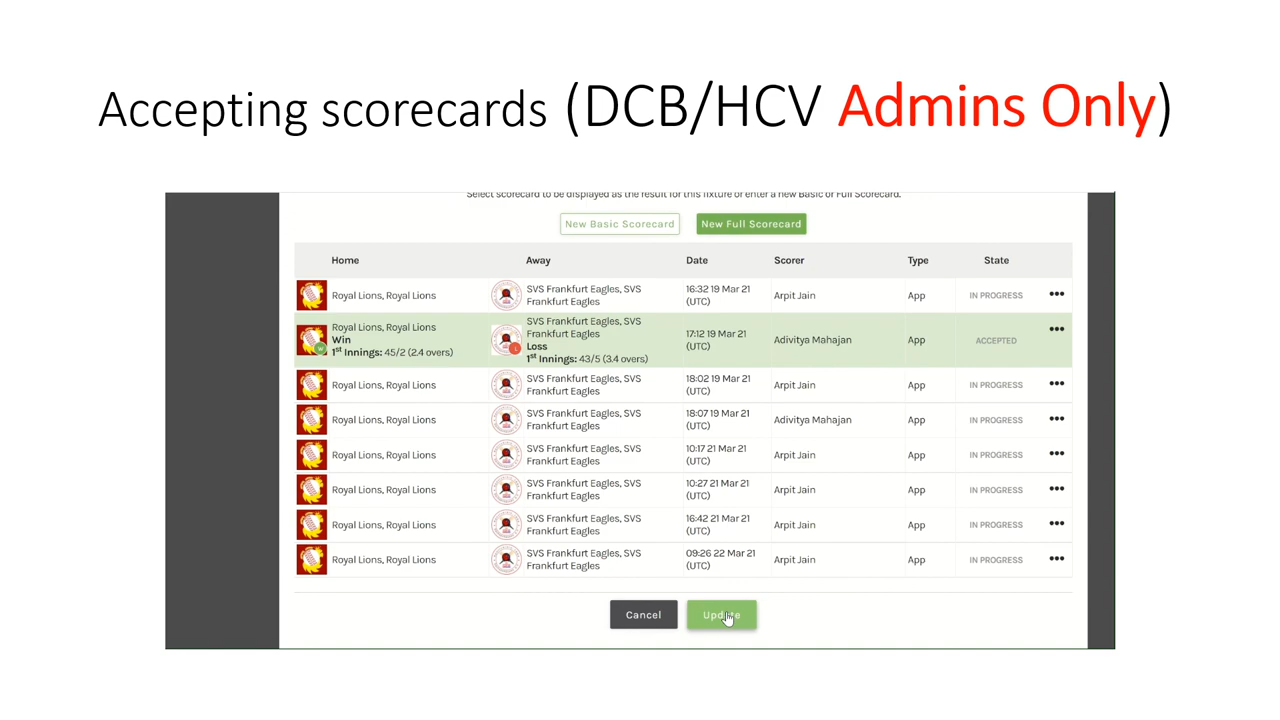 Accepting scorecards (DCB/HCV Admins Only)
Select scorecard to be displayed as the result for this fixture or enter a new Basic or Full Scorecard.
New Basic Scorecard New Full Scorecard
Home Away Date Scorer Type State
Royal Lions, Royal Lions
SVS Frankfurt Eagles, SVS
Frankfurt Eagles
16:32 19 Mar 21
(UTC)
Arpit Jain
App
IN PROGRESS
Royal Lions, Royal Lions
Win
1st Innings: 45/2 (2.4 overs)
W
SVS Frankfurt Eagles, SVS
Frankfurt Eagles
Loss
1st Innings: 43/5 (3.4 overs)
L
17:12 19 Mar 21
(UTC)
Adivitya Mahajan
App
ACCEPTED
Royal Lions, Royal Lions
SVS Frankfurt Eagles, SVS
Frankfurt Eagles
18:02 19 Mar 21
(UTC)
Arpit Jain
App
IN PROGRESS
Royal Lions, Royal Lions
SVS Frankfurt Eagles, SVS
Frankfurt Eagles
18:07 19 Mar 21
(UTC)
Adivitya Mahajan
App
IN PROGRESS
Royal Lions, Royal Lions
SVS Frankfurt Eagles, SVS
Frankfurt Eagles
10:17 21 Mar 21
(UTC)
Arpit Jain
App
IN PROGRESS
Royal Lions, Royal Lions
SVS Frankfurt Eagles, SVS
Frankfurt Eagles
10:27 21 Mar 21
(UTC)
Arpit Jain
App
IN PROGRESS
Royal Lions, Royal Lions
SVS Frankfurt Eagles, SVS
Frankfurt Eagles
16:42 21 Mar 21
(UTC)
Arpit Jain
App
IN PROGRESS
Royal Lions, Royal Lions
SVS Frankfurt Eagles, SVS
Frankfurt Eagles
09:26 22 Mar 21
(UTC)
Arpit Jain
App
IN PROGRESS
Cancel Update